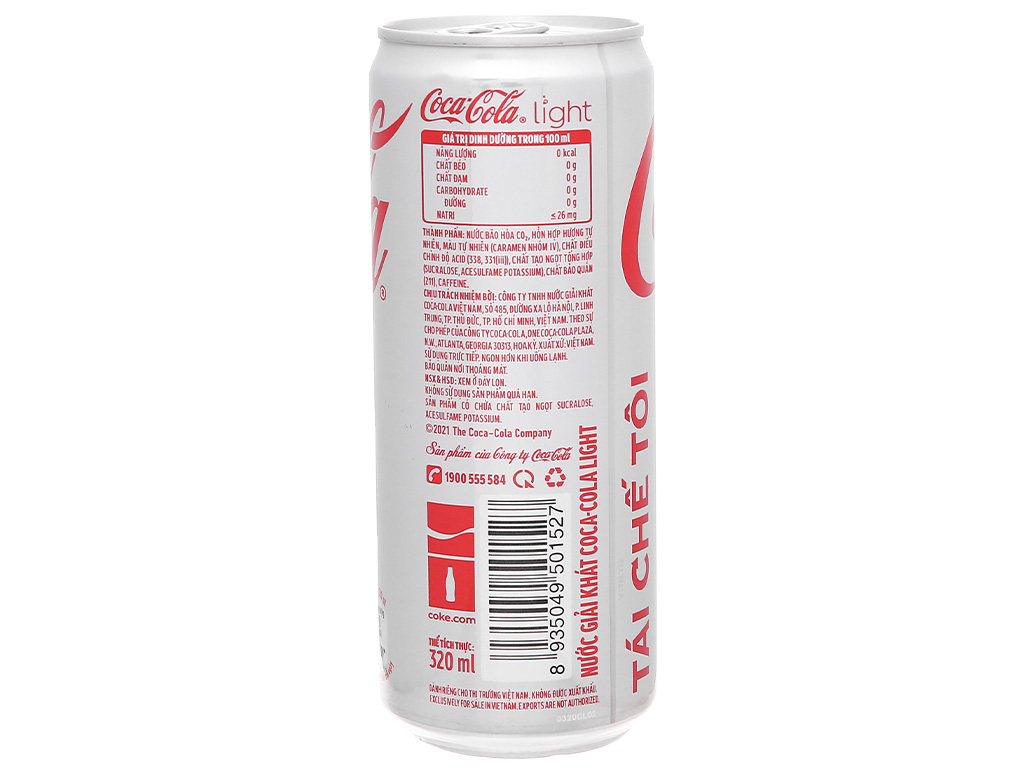 Coca-Cola® light
GIÁ TRỊ DINH DƯỠNG TRONG 100 ml
NĂNG LƯỢNG 0 kcal
CHẤT BÉO 0 g
CHẤT ĐẠM 0 g
CARBOHYDRATE 0 g
ĐƯỜNG 0 g
NATRI ≤ 26 mg
THÀNH PHẦN: NƯỚC BÃO HÒA CO₂, HỖN HỢP HƯƠNG TỰ
NHIÊN, MÀU TỰ NHIÊN (CARAMEN NHÓM IV), CHẤT ĐIỀU
CHỈNH ĐỘ ACID (338, 331(iii)), CHẤT TẠO NGỌT TỔNG HỢP
(SUCRALOSE, ACESULFAME POTASSIUM), CHẤT BẢO QUẢN
(211), CAFFEINE.
CHỊU TRÁCH NHIỆM BỞI: CÔNG TY TNHH NƯỚC GIẢI KHÁT
COCA-COLA VIỆT NAM, SỐ 485, ĐƯỜNG XA LỘ HÀ NỘI, P. LINH
TRUNG, TP. THỦ ĐỨC, TP. HỒ CHÍ MINH, VIỆT NAM. THEO SỰ
CHO PHÉP CỦA CÔNG TY COCA-COLA, ONE COCA-COLA PLAZA,
N.W., ATLANTA, GEORGIA 30313, HOA KỲ. XUẤT XỨ: VIỆT NAM.
SỬ DỤNG TRỰC TIẾP. NGON HƠN KHI UỐNG LẠNH.
BẢO QUẢN NƠI THOÁNG MÁT.
NSX & HSD: XEM Ở ĐÁY LON.
KHÔNG SỬ DỤNG SẢN PHẨM QUÁ HẠN.
SẢN PHẨM CÓ CHỨA CHẤT TẠO NGỌT SUCRALOSE,
ACESULFAME POTASSIUM.
©2021 The Coca-Cola Company
Sản phẩm của Công ty Coca-Cola
1900 555 584
coke.com
THỂ TÍCH THỰC:
320 ml
8 935049 501527
NƯỚC GIẢI KHÁT COCA-COLA LIGHT
TÁI CHẾ TÔI
DÀNH RIÊNG CHO THỊ TRƯỜNG VIỆT NAM. KHÔNG ĐƯỢC XUẤT KHẨU.
EXCLUSIVELY FOR SALE IN VIETNAM. EXPORTS ARE NOT AUTHORIZED.